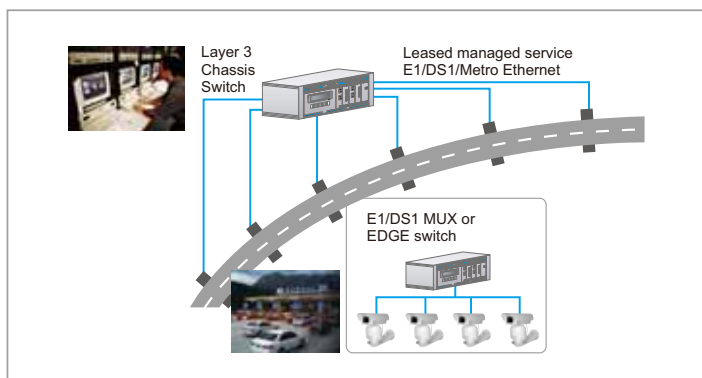 Layer 3
Chassis
Switch
Leased managed service
E1/DS1/Metro Ethernet
E1/DS1 MUX or
EDGE switch